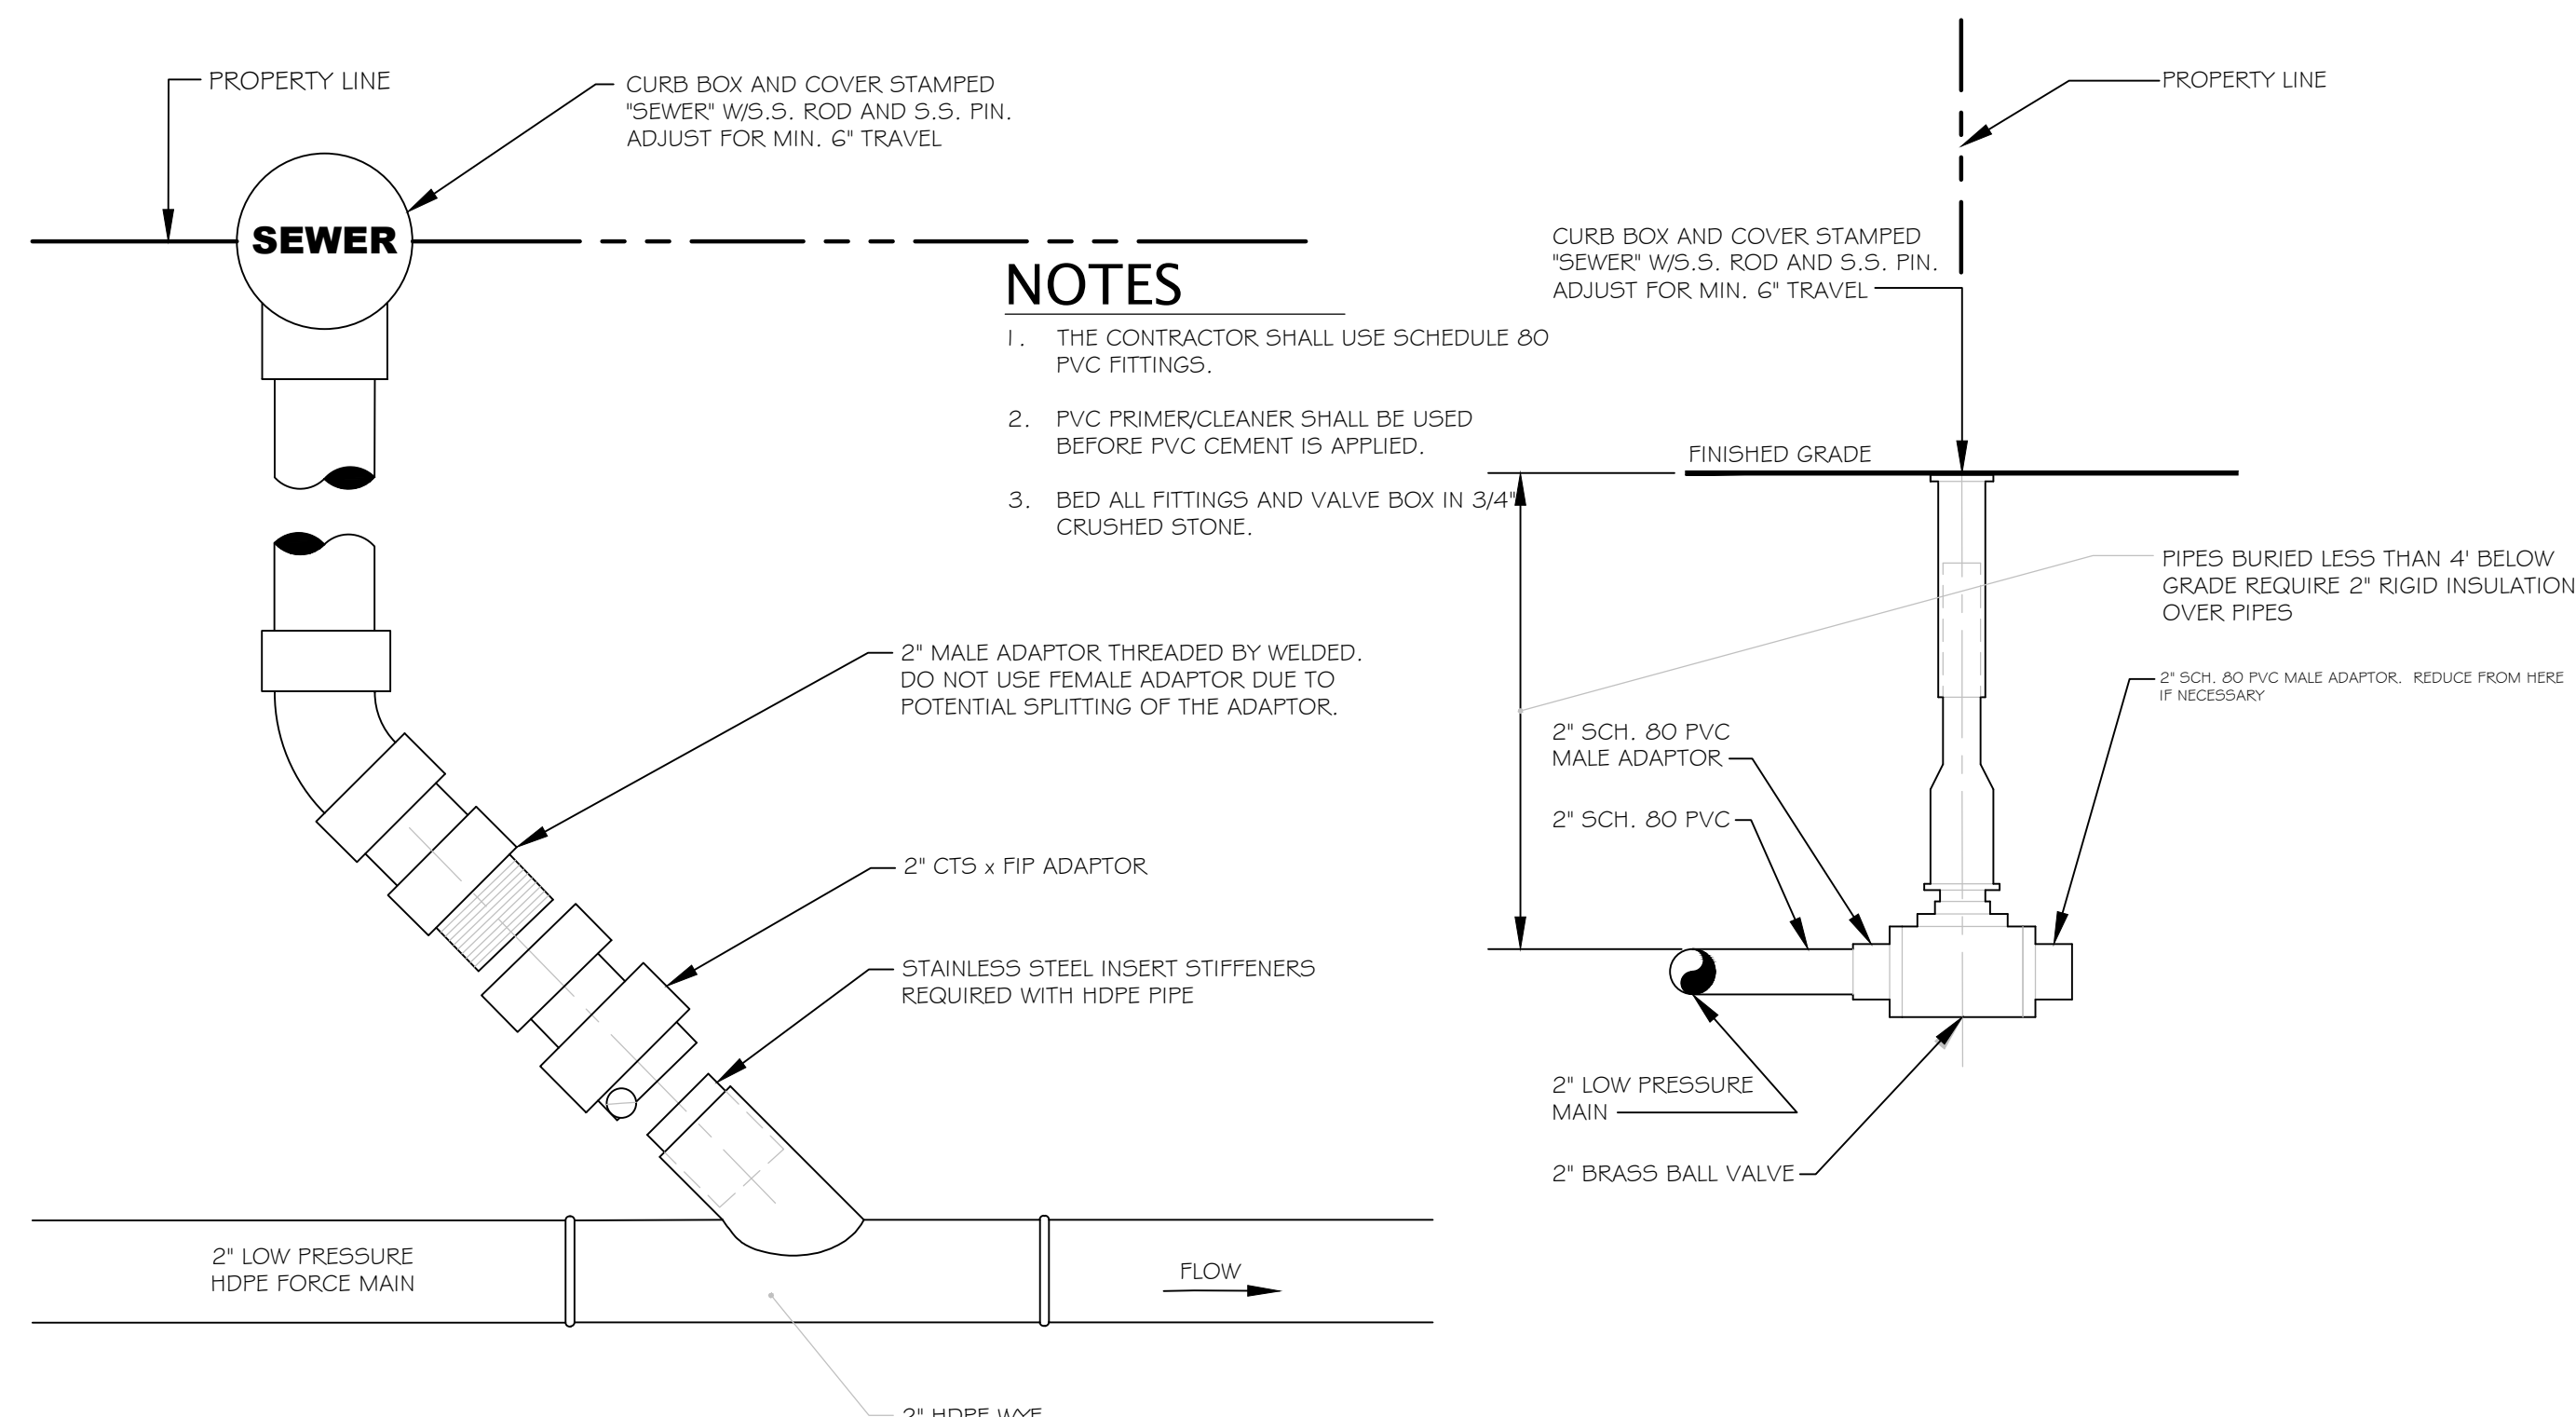 PROPERTY LINE
CURB BOX AND COVER STAMPED
"SEWER" W/S.S. ROD AND S.S. PIN.
ADJUST FOR MIN. 6" TRAVEL
SEWER
NOTES
1. THE CONTRACTOR SHALL USE SCHEDULE 80
PVC FITTINGS.
2. PVC PRIMER/CLEANER SHALL BE USED
BEFORE PVC CEMENT IS APPLIED.
3. BED ALL FITTINGS AND VALVE BOX IN 3/4"
CRUSHED STONE.
2" MALE ADAPTOR THREADED BY WELDED.
DO NOT USE FEMALE ADAPTOR DUE TO
POTENTIAL SPLITTING OF THE ADAPTOR.
2" CTS x FIP ADAPTOR
STAINLESS STEEL INSERT STIFFENERS
REQUIRED WITH HDPE PIPE
2" LOW PRESSURE
HDPE FORCE MAIN
FLOW
2" HDPE WYE
PROPERTY LINE
CURB BOX AND COVER STAMPED
"SEWER" W/S.S. ROD AND S.S. PIN.
ADJUST FOR MIN. 6" TRAVEL
FINISHED GRADE
PIPES BURIED LESS THAN 4' BELOW
GRADE REQUIRE 2" RIGID INSULATION
OVER PIPES
2" SCH. 80 PVC MALE ADAPTOR. REDUCE FROM HERE
IF NECESSARY
2" SCH. 80 PVC
MALE ADAPTOR
2" SCH. 80 PVC
2" LOW PRESSURE
MAIN
2" BRASS BALL VALVE